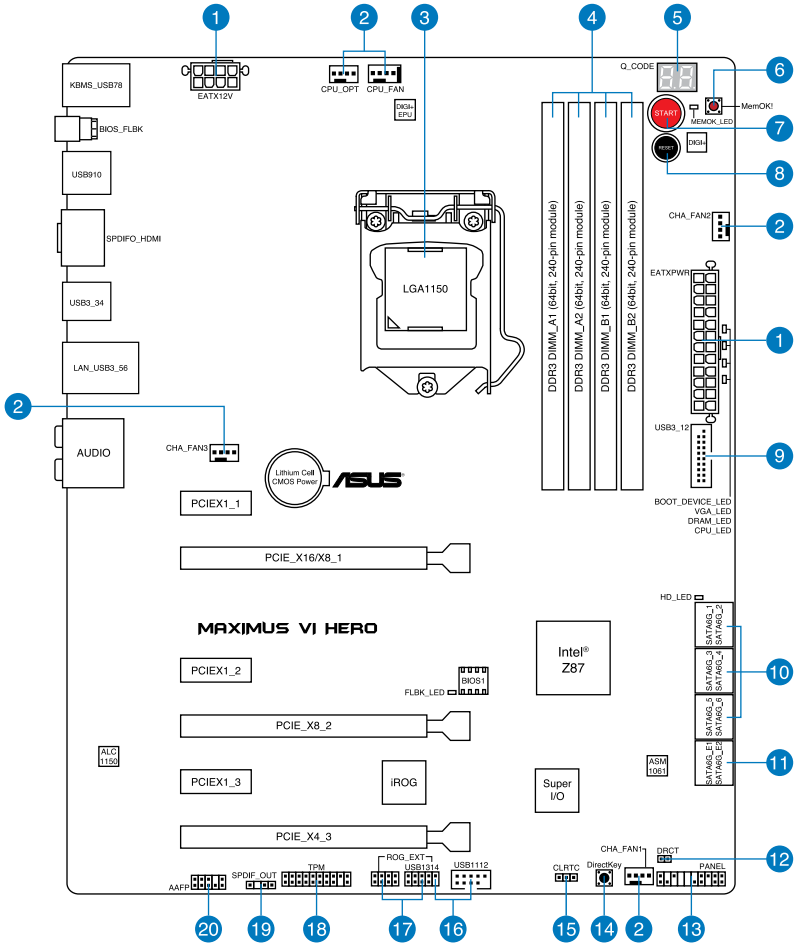 1
2
3
4
5
Q_CODE
6
KBMS_USB78
EATX12V
CPU_OPT
CPU_FAN
DIGI+
EPU
START
MEMOK_LED
MemOK!
7
BIOS_FLBK
RESET
DIGI+
8
USB910
SPDIFO_HDMI
CHA_FAN2
2
EATXPWR
LGA1150
DDR3 DIMM_A1 (64bit, 240-pin module)
DDR3 DIMM_A2 (64bit, 240-pin module)
DDR3 DIMM_B1 (64bit, 240-pin module)
DDR3 DIMM_B2 (64bit, 240-pin module)
USB3_34
1
LAN_USB3_56
2
USB3_12
AUDIO
CHA_FAN3
9
Lithium Cell
CMOS Power
ASUS
PCIEX1_1
BOOT_DEVICE_LED
VGA_LED
DRAM_LED
CPU_LED
PCIE_X16/X8_1
HD_LED
SATA6G_1
SATA6G_2
MAXIMUS VI HERO
Intel®
Z87
SATA6G_3
SATA6G_4
10
PCIEX1_2
BIOS1
FLBK_LED
SATA6G_5
SATA6G_6
PCIE_X8_2
ALC
1150
SATA6G_E1
SATA6G_E2
11
ASM
1061
PCIEX1_3
iROG
Super
I/O
PCIE_X4_3
CHA_FAN1
DRCT
12
ROG_EXT
SPDIF_OUT
TPM
USB1314
USB1112
CLRTC
DirectKey
PANEL
AAFP
20
19
18
17
16
15
14
2
13